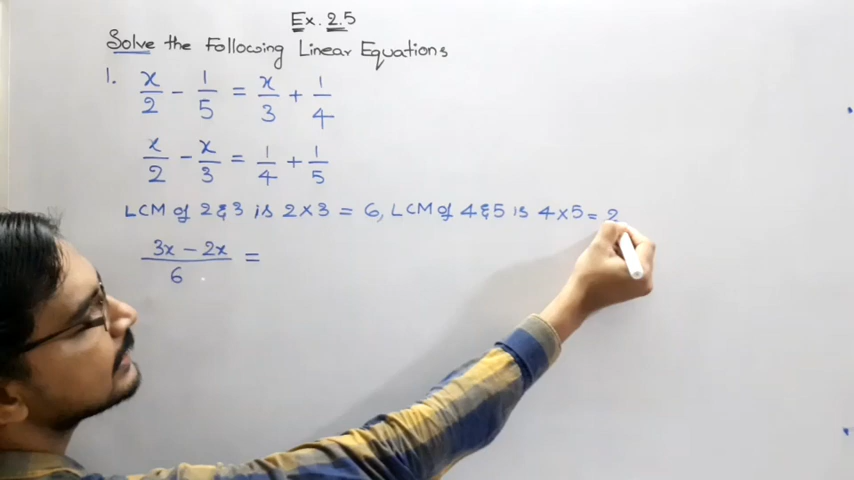 Ex. 2.5
Solve the Following Linear Equations
1. x/2 - 1/5 = x/3 + 1/4
x/2 - x/3 = 1/4 + 1/5
LCM of 2 & 3 is 2 × 3 = 6, LCM of 4 & 5 is 4 × 5 = 2
3x - 2x/6 =